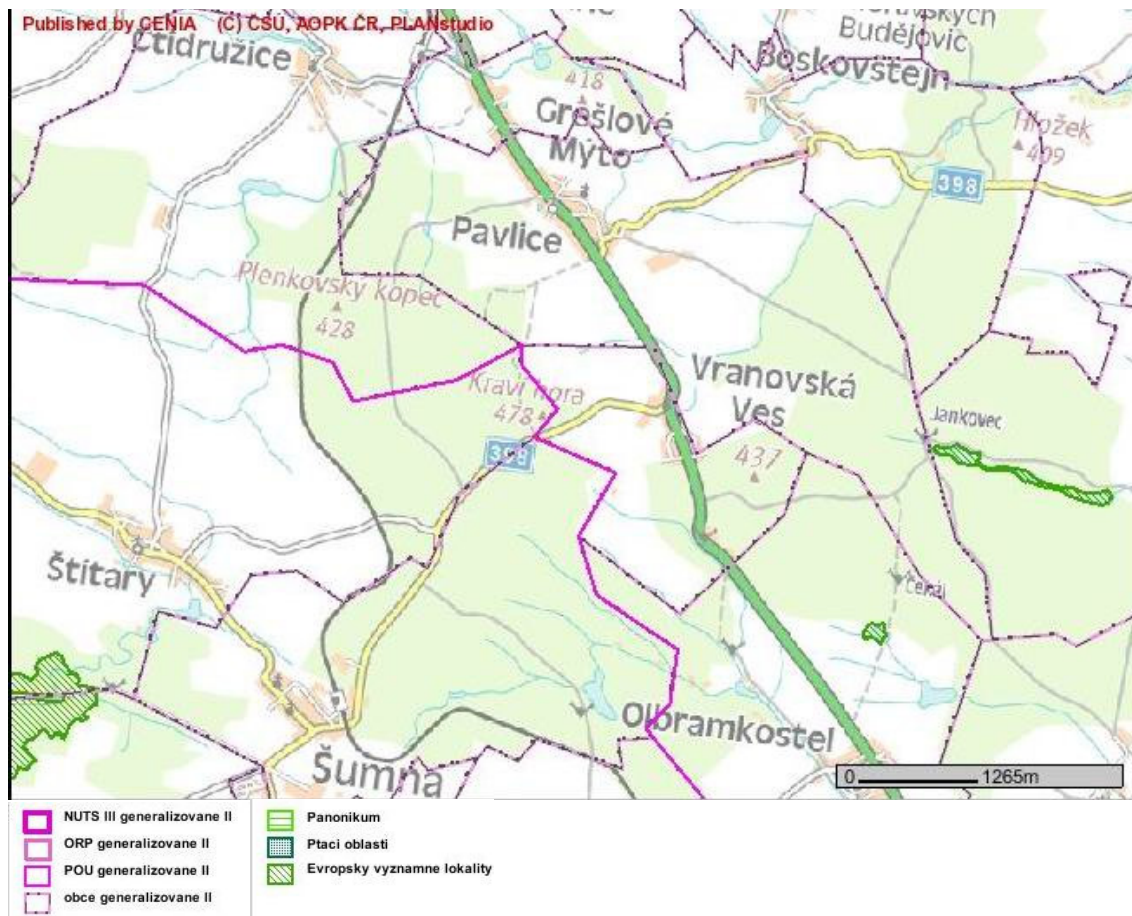 Published by CENIA (C) ČSÚ, AOPK ČR, PLANstudio
Budějovic
Ctidružice
Boskovštejn
418
Grešlové
Mýto
Hložek
409
398
Pavlice
Plenkovský kopec
428
Vranovská
Ves
Kraví hora
478
398
437
Jankovec
Štítary
Olbramkostel
Šumná
0 1265m
NUTS III generalizovane II
ORP generalizovane II
POU generalizovane II
obce generalizovane II
Panonikum
Ptaci oblasti
Evropsky vyznamne lokality